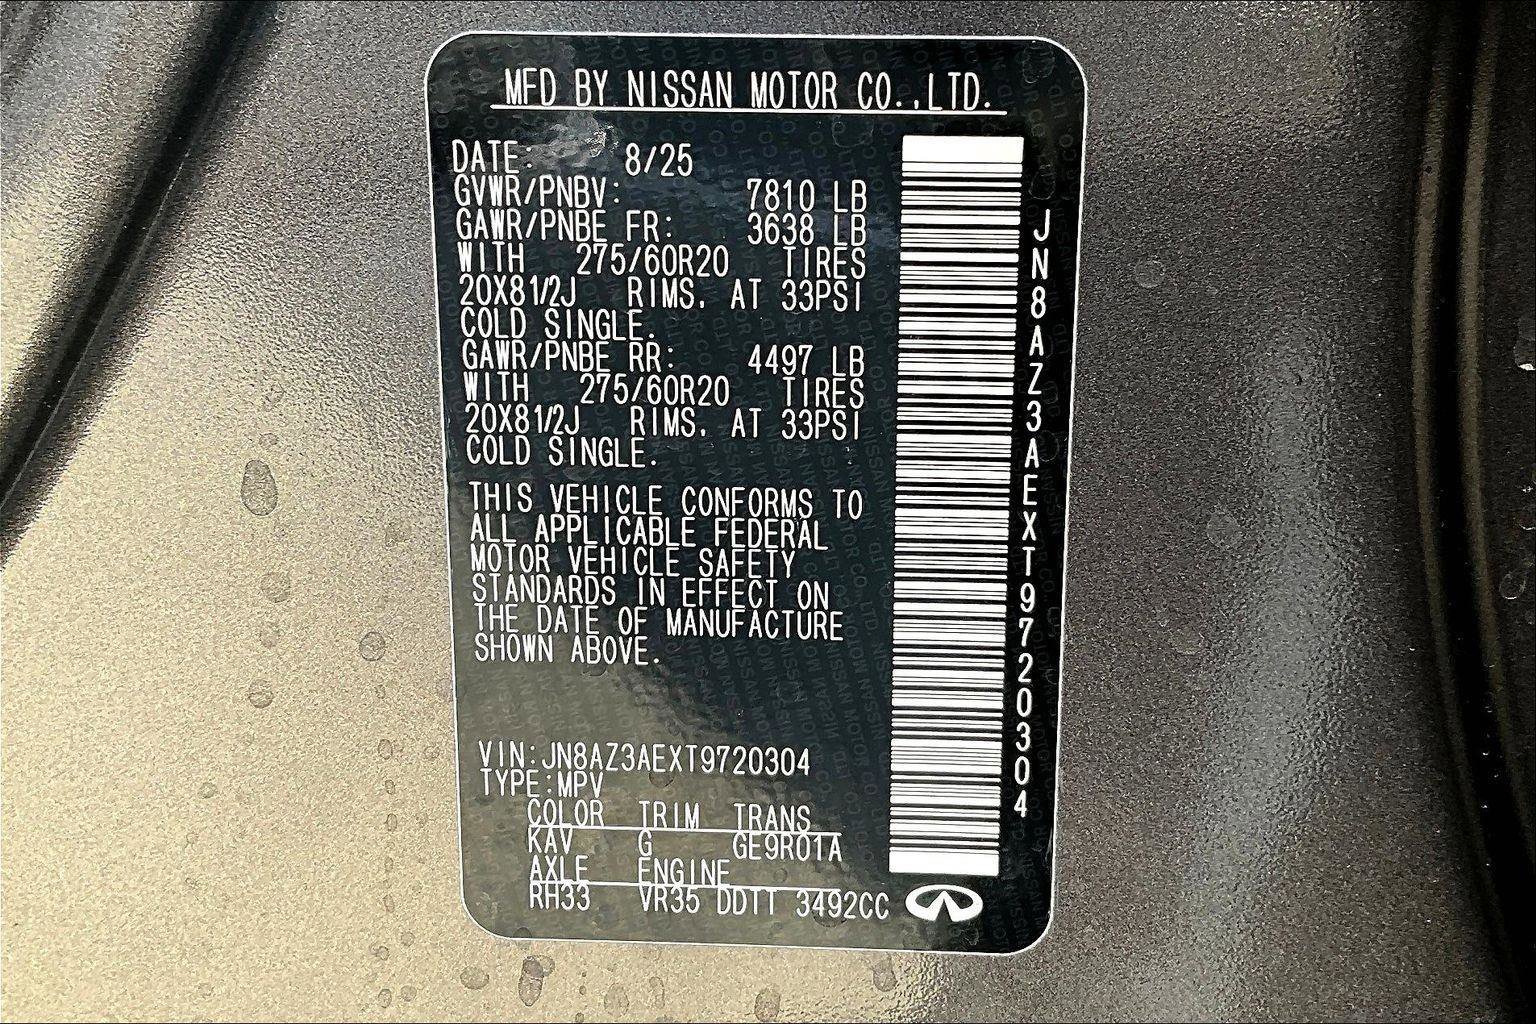 MFD BY NISSAN MOTOR CO.,LTD.
DATE: 8/25
GVWR/PNBV: 7810 LB
GAWR/PNBE FR: 3638 LB
WITH 275/60R20 TIRES
20X81/2J RIMS. AT 33PSI
COLD SINGLE.
GAWR/PNBE RR: 4497 LB
WITH 275/60R20 TIRES
20X81/2J RIMS. AT 33PSI
COLD SINGLE.
THIS VEHICLE CONFORMS TO
ALL APPLICABLE FEDERAL
MOTOR VEHICLE SAFETY
STANDARDS IN EFFECT ON
THE DATE OF MANUFACTURE
SHOWN ABOVE.
VIN:JN8AZ3AEXT9720304
TYPE:MPV
COLOR TRIM TRANS
KAV G GE9R01A
AXLE ENGINE
RH33 VR35 DDTT 3492CC
JN8AZ3AEXT9720304